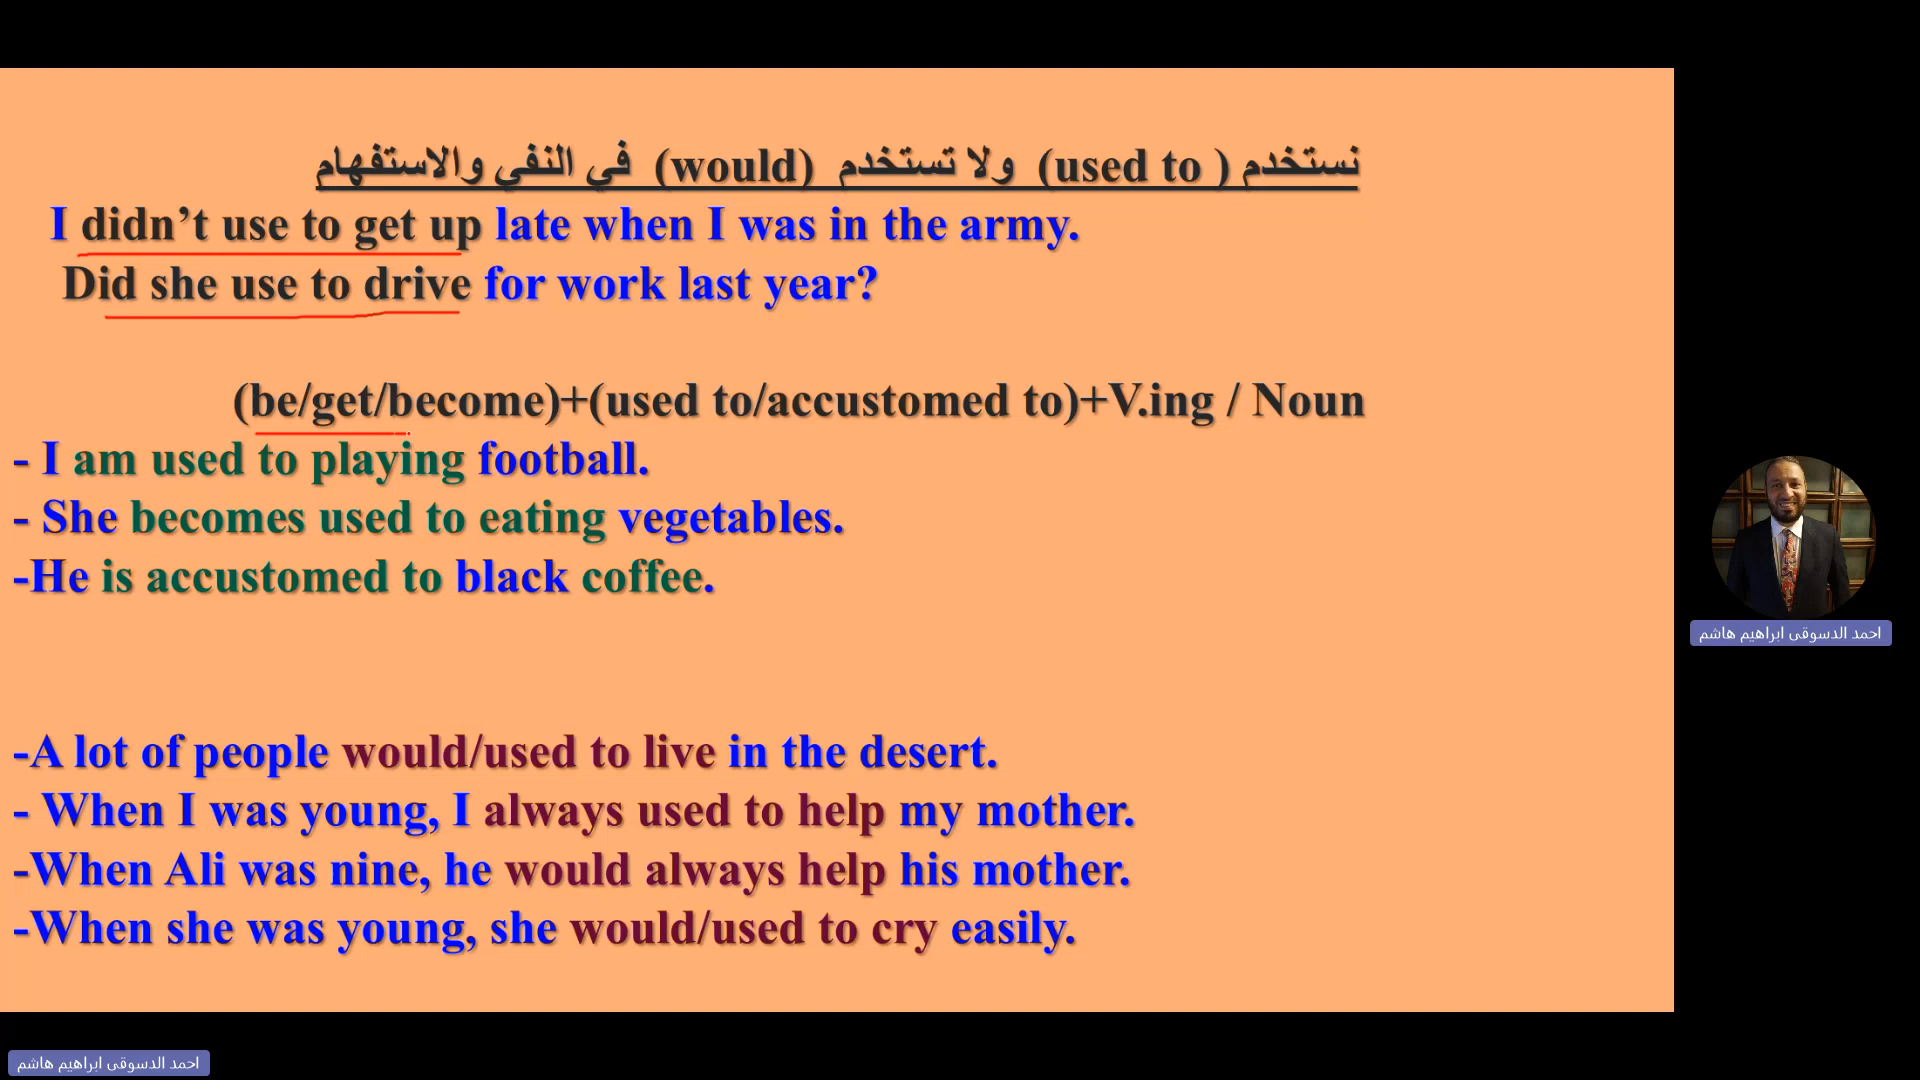 نستخدم ( used to) ولا تستخدم (would) في النفي والاستفهام
I didn’t use to get up late when I was in the army.
Did she use to drive for work last year?
(be/get/become)+(used to/accustomed to)+V.ing / Noun
- I am used to playing football.
- She becomes used to eating vegetables.
-He is accustomed to black coffee.
-A lot of people would/used to live in the desert.
- When I was young, I always used to help my mother.
-When Ali was nine, he would always help his mother.
-When she was young, she would/used to cry easily.
احمد الدسوقى ابراهيم هاشم
احمد الدسوقى ابراهيم هاشم